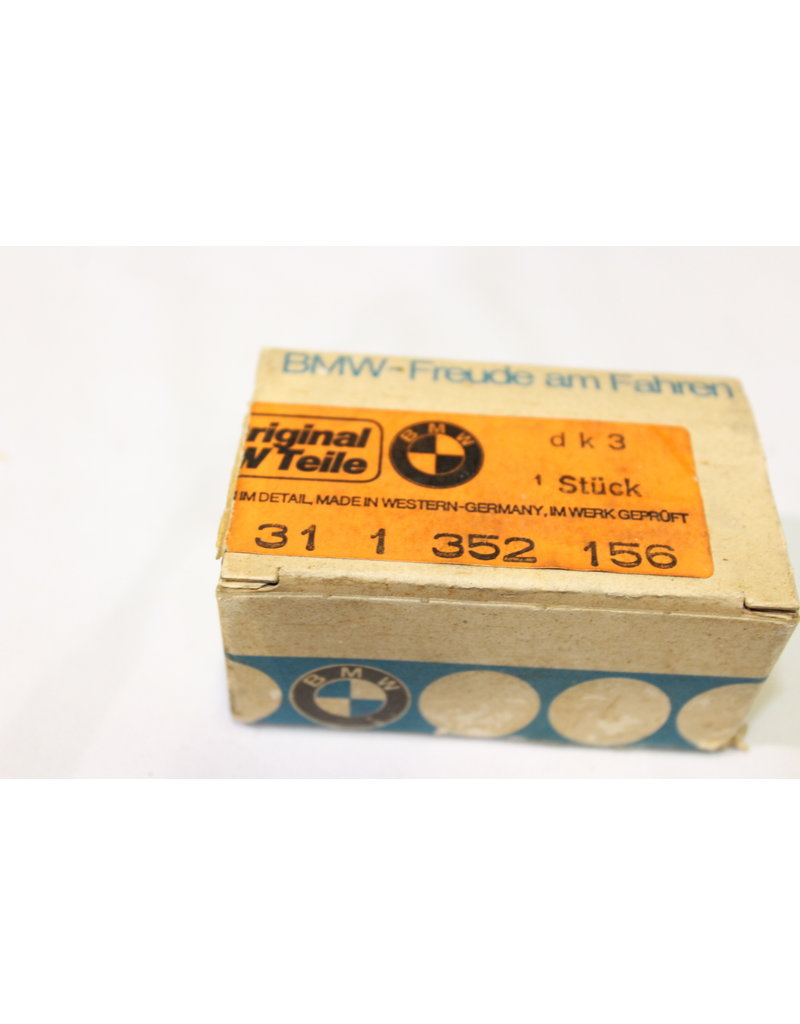 BMW-Freude am Fahren
riginal
W Teile
BMW
d k 3
1 Stück
IM DETAIL, MADE IN WESTERN-GERMANY, IM WERK GEPRÜFT
31 1 352 156
BMW